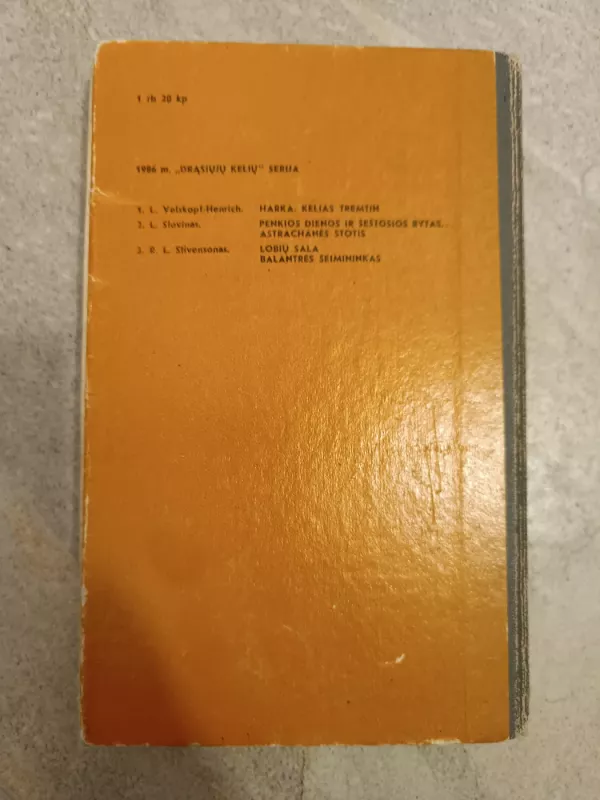 1 rb 20 kp
1986 m. „DRĄSIŲJŲ KELIŲ" SERIJA
1. L. Velskopf-Henrich. HARKA. KELIAS TREMTIN
2. L. Slovinas. PENKIOS DIENOS IR ŠEŠTOSIOS RYTAS.
ASTRACHANĖS STOTIS
3. R. L. Stivensonas. LOBIŲ SALA
BALANTRĖS ŠEIMININKAS